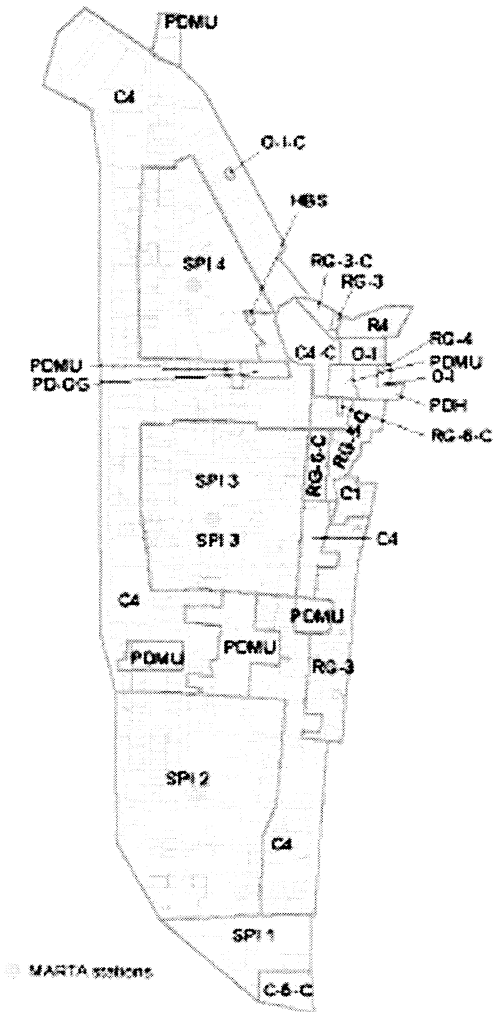 PDMU
C4
O-I-C
HBS
SPI 4
RG-3-C
RG-3
R4
C4-C
O-I
RG-4
PDMU
O-I
PDMU
PD-OG
PDH
RG-6-C
RG-5-C
RG-6-C
SPI 3
C1
SPI 3
C4
C4
PDMU
PDMU
PDMU
RG-3
SPI 2
C4
SPI 1
MARTA stations
C-5-C